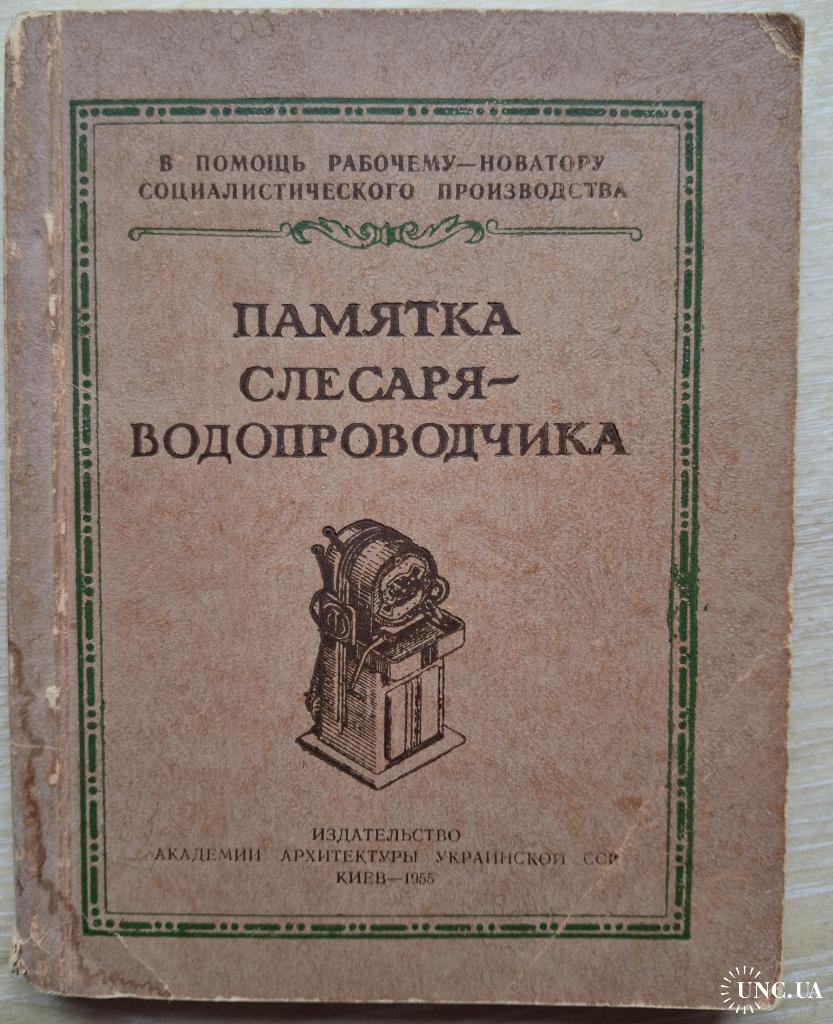 В ПОМОЩЬ РАБОЧЕМУ—НОВАТОРУ
СОЦИАЛИСТИЧЕСКОГО ПРОИЗВОДСТВА
ПАМЯТКА
СЛЕСАРЯ-
ВОДОПРОВОДЧИКА
ИЗДАТЕЛЬСТВО
АКАДЕМИИ АРХИТЕКТУРЫ УКРАИНСКОЙ ССР
КИЕВ—1955
UNC.UA